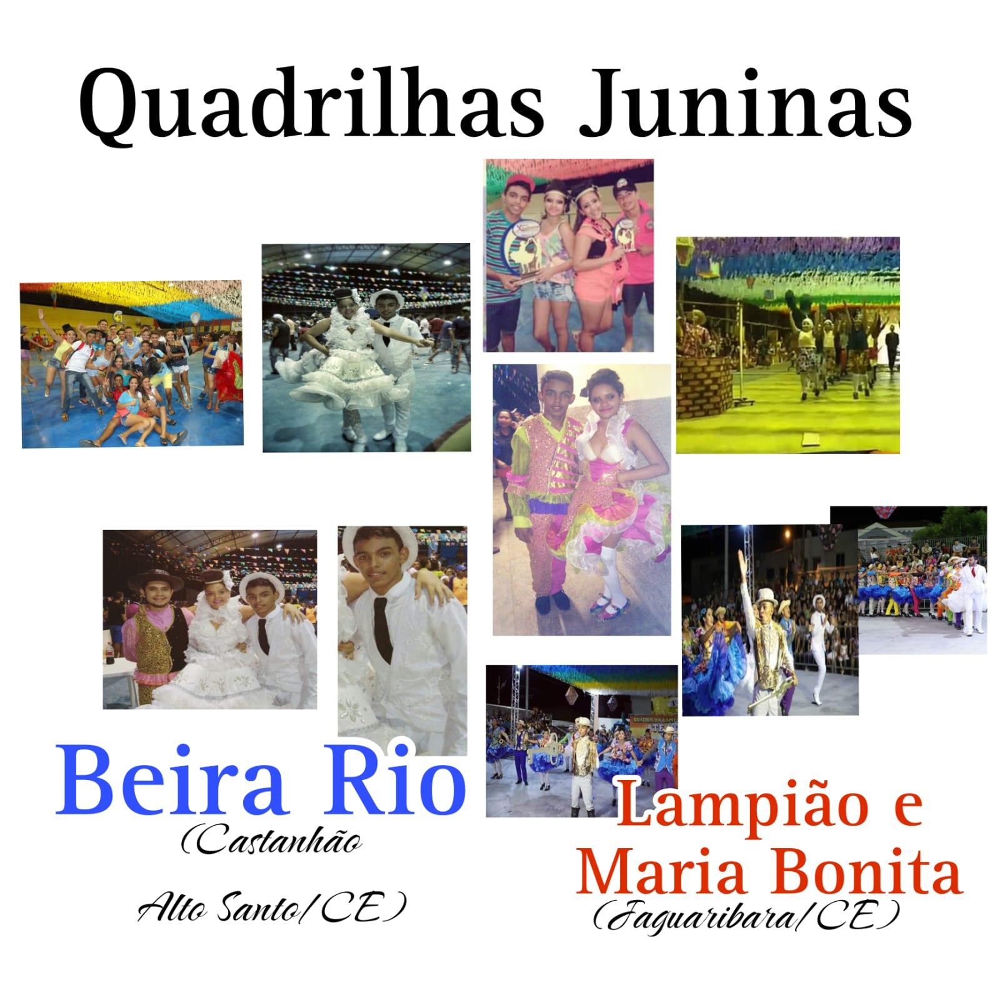 Quadrilhas Juninas
Beira Rio
(Castanhão
Alto Santo/CE)
Lampião e
Maria Bonita
(Jaguaribara/CE)